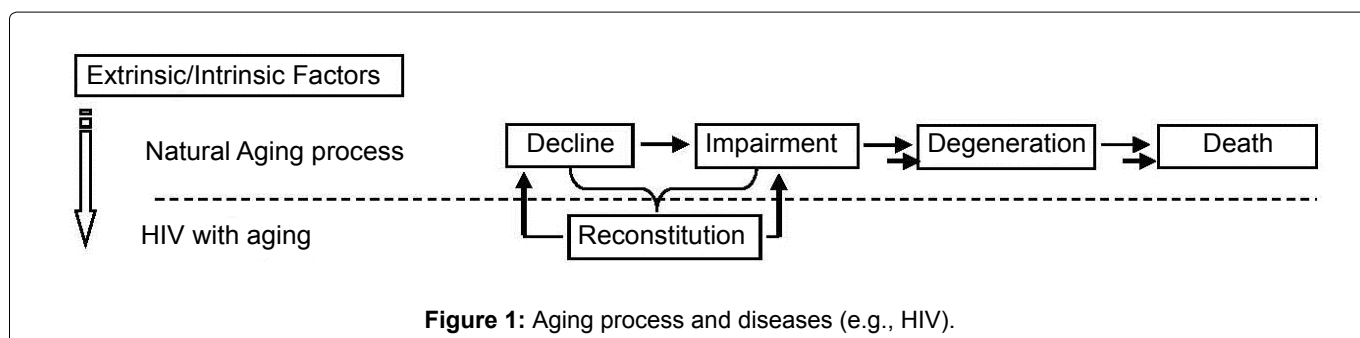 Extrinsic/Intrinsic Factors
Natural Aging process
Decline
Impairment
Degeneration
Death
HIV with aging
Reconstitution
Figure 1: Aging process and diseases (e.g., HIV).